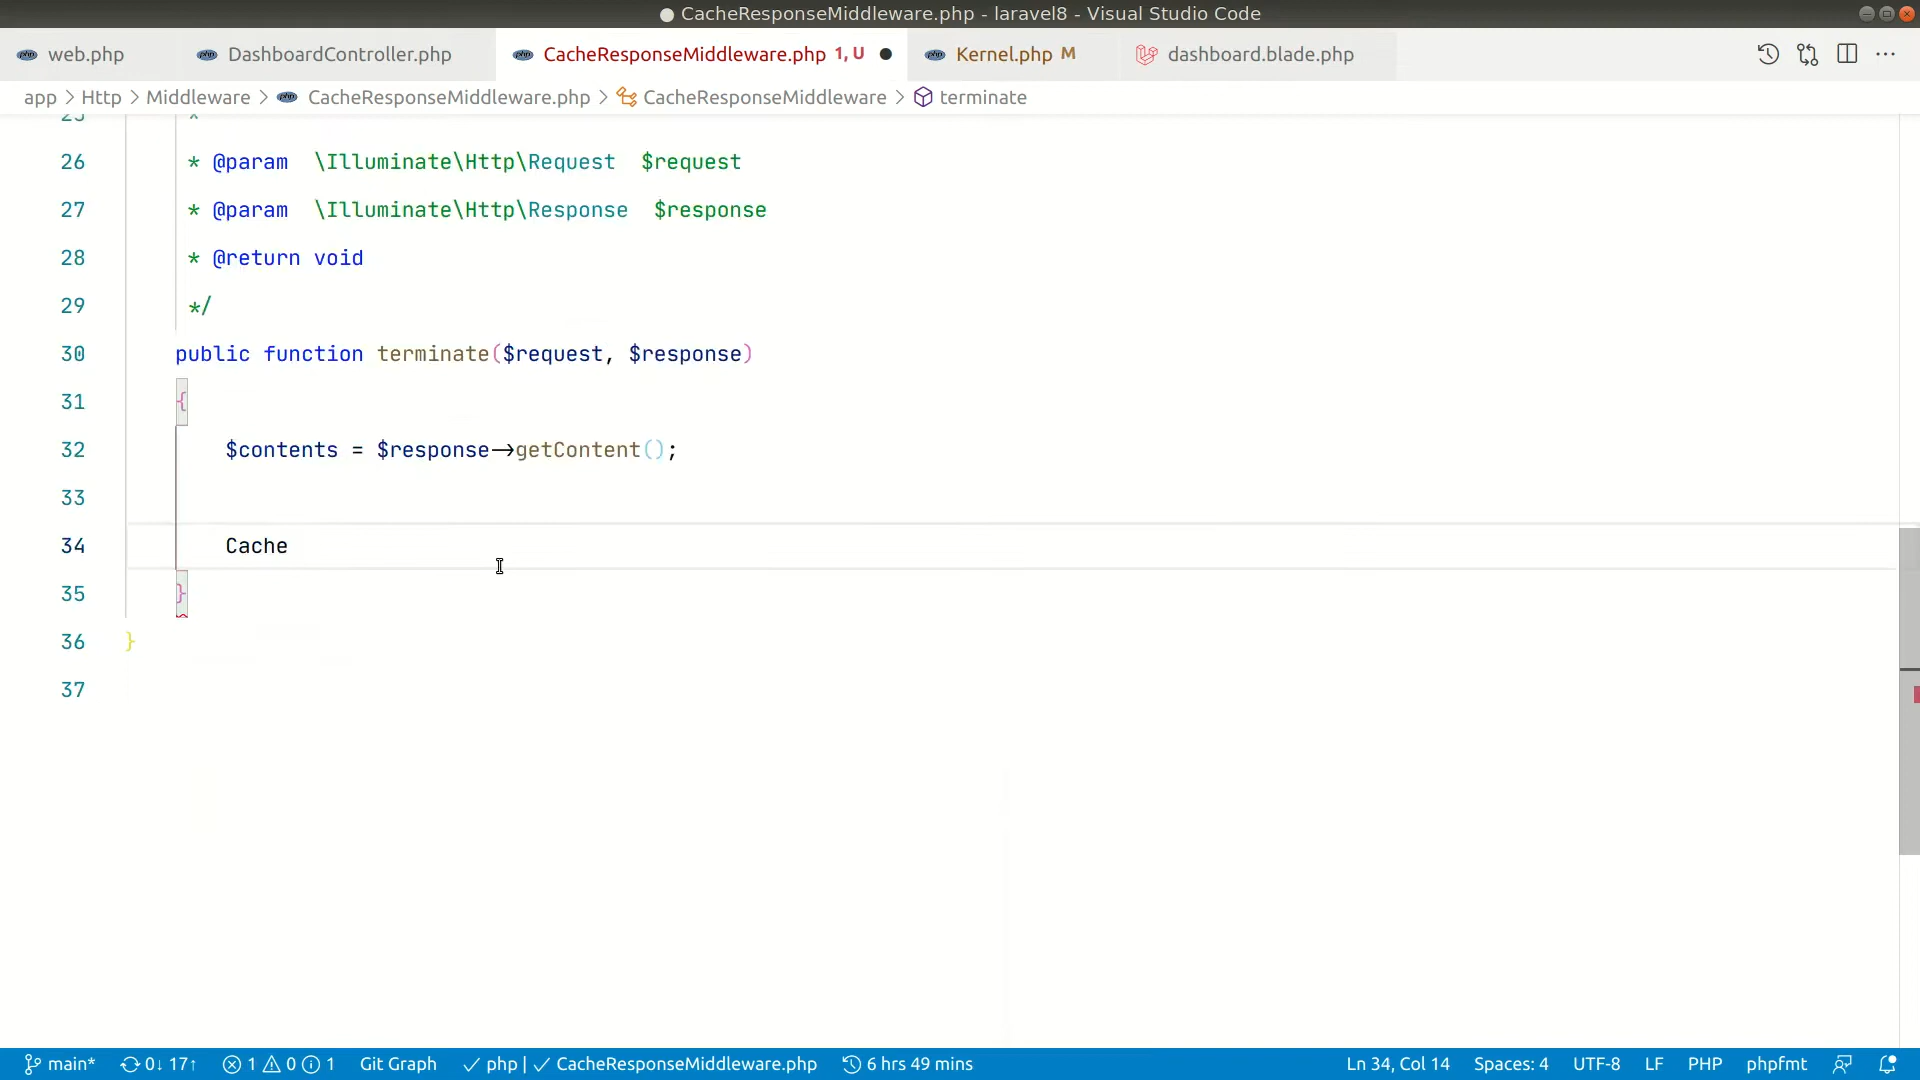 CacheResponseMiddleware.php - laravel8 - Visual Studio Code
web.php DashboardController.php CacheResponseMiddleware.php 1, U Kernel.php M dashboard.blade.php
app > Http > Middleware > CacheResponseMiddleware.php > CacheResponseMiddleware > terminate
25 *
26 * @param \Illuminate\Http\Request $request
27 * @param \Illuminate\Http\Response $response
28 * @return void
29 */
30 public function terminate($request, $response)
31 {
32 $contents = $response->getContent();
33
34 Cache
35 }
36 }
37
main* 0↓ 17↑ 1 0 1 Git Graph ✓ php | ✓ CacheResponseMiddleware.php 6 hrs 49 mins Ln 34, Col 14 Spaces: 4 UTF-8 LF PHP phpfmt